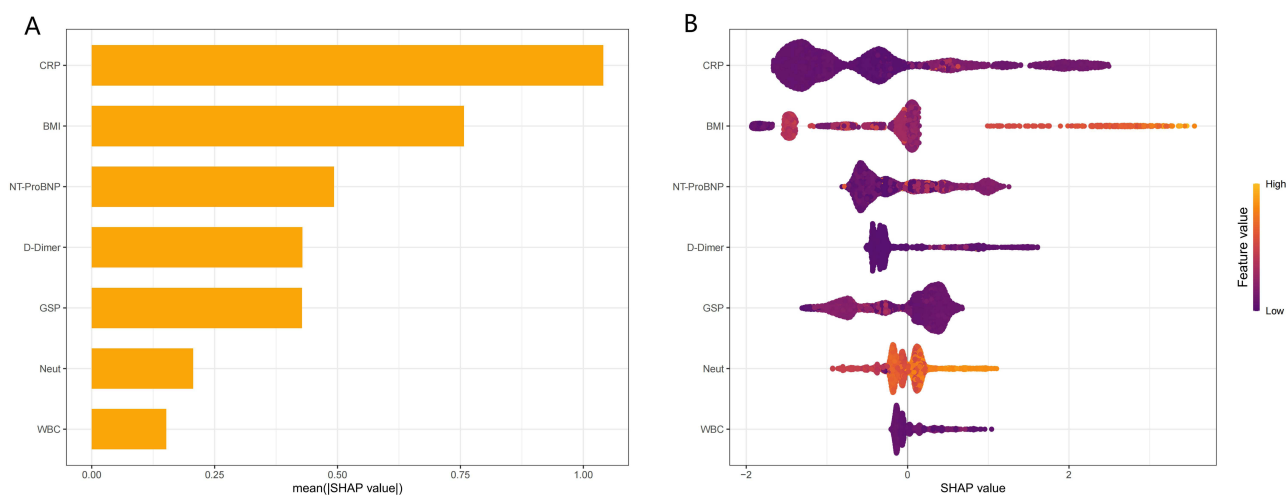 A
CRP
BMI
NT-ProBNP
D-Dimer
GSP
Neut
WBC
0.00 0.25 0.50 0.75 1.00
mean(|SHAP value|)
B
CRP
BMI
NT-ProBNP
D-Dimer
GSP
Neut
WBC
−2 0 2
SHAP value
Feature value
High
Low